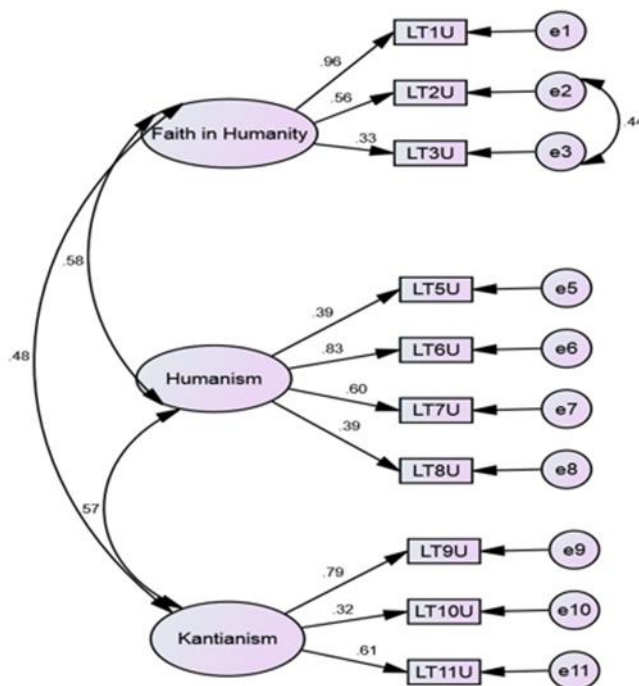 LT1U
e1
.96
LT2U
e2
.56
Faith in Humanity
.44
.33
LT3U
e3
.58
LT5U
e5
.39
.48
LT6U
e6
.83
Humanism
.60
LT7U
e7
.39
LT8U
e8
.57
LT9U
e9
.79
LT10U
e10
.32
Kantianism
.61
LT11U
e11